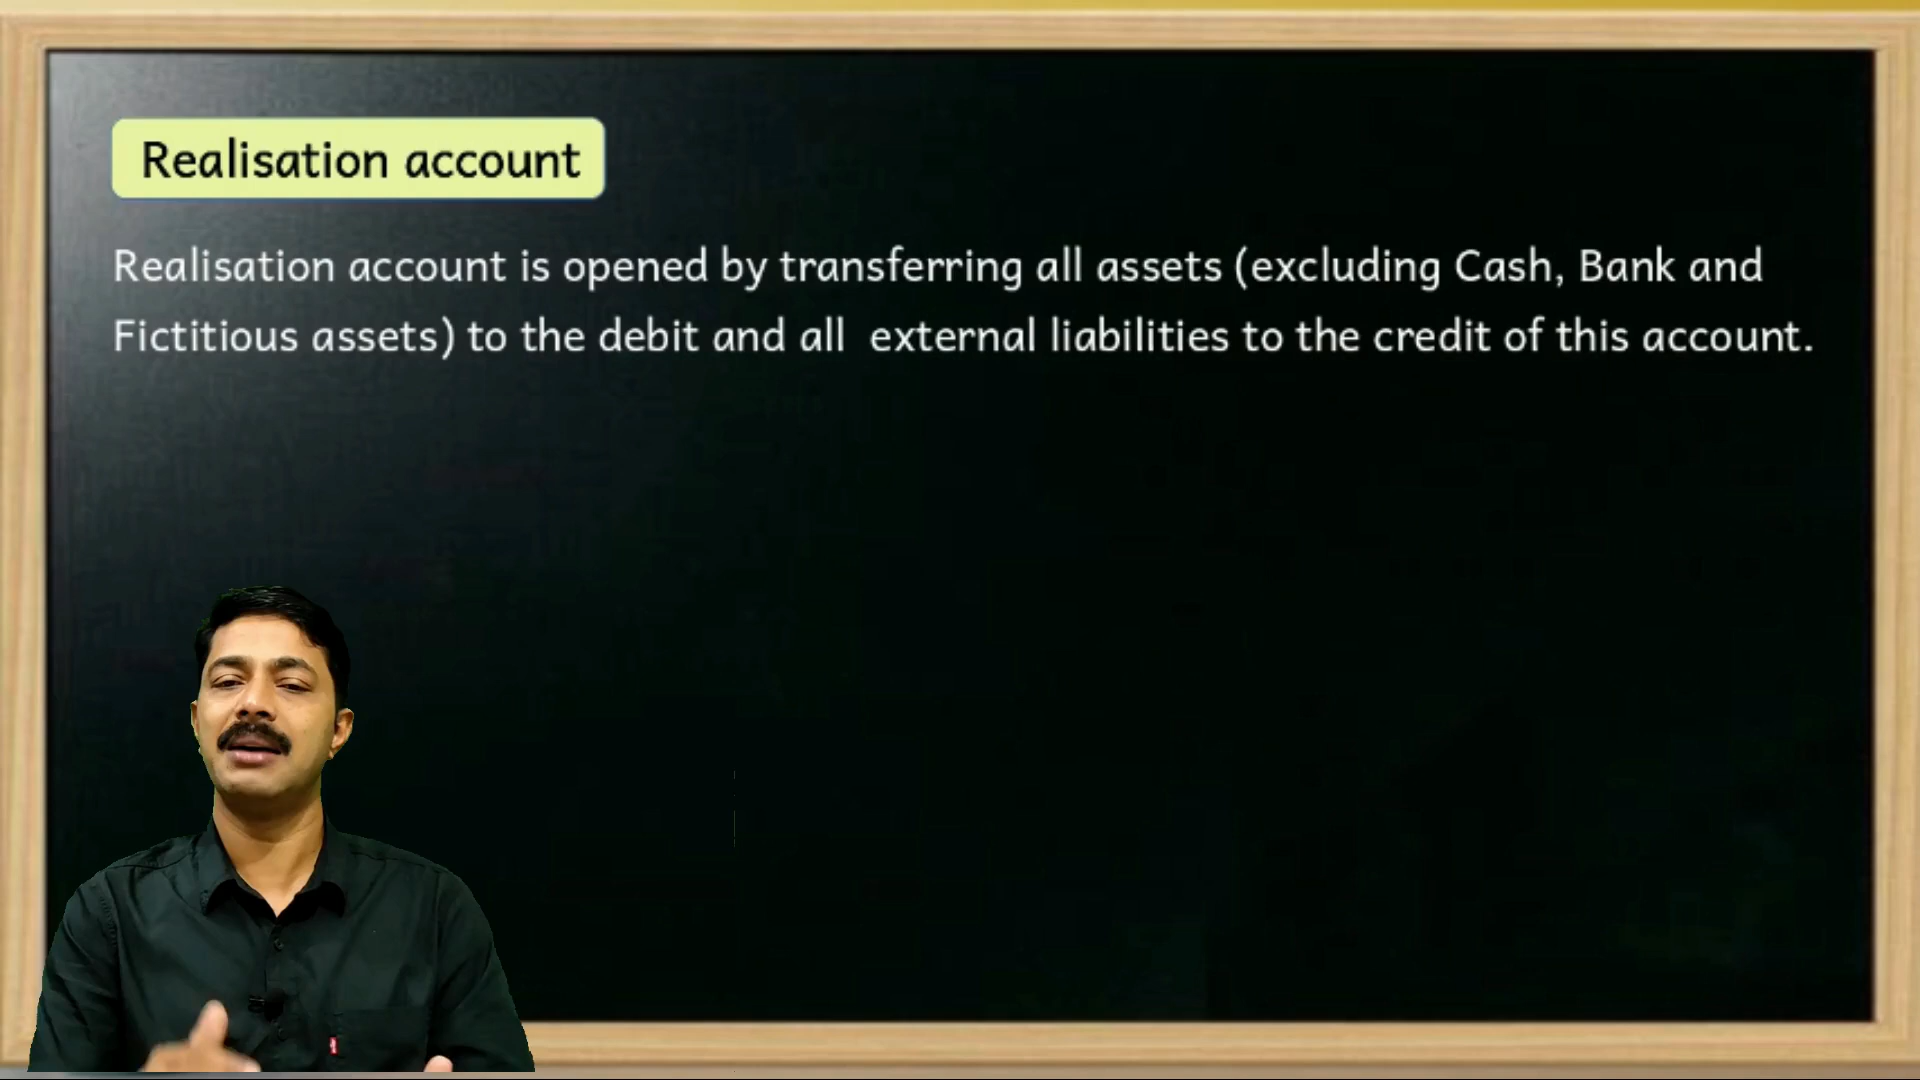 Realisation account
Realisation account is opened by transferring all assets (excluding Cash, Bank and
Fictitious assets) to the debit and all external liabilities to the credit of this account.